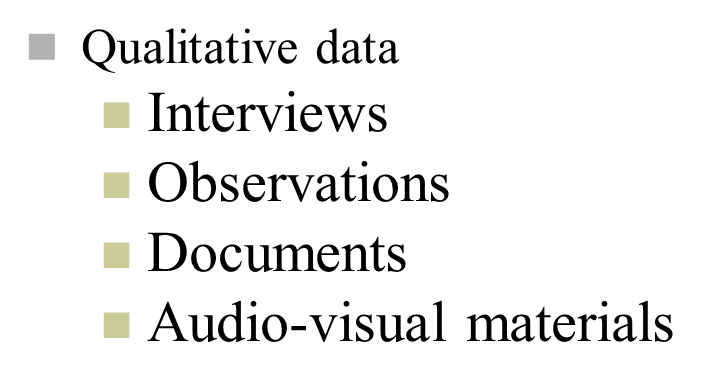 Qualitative data
Interviews
Observations
Documents
Audio-visual materials